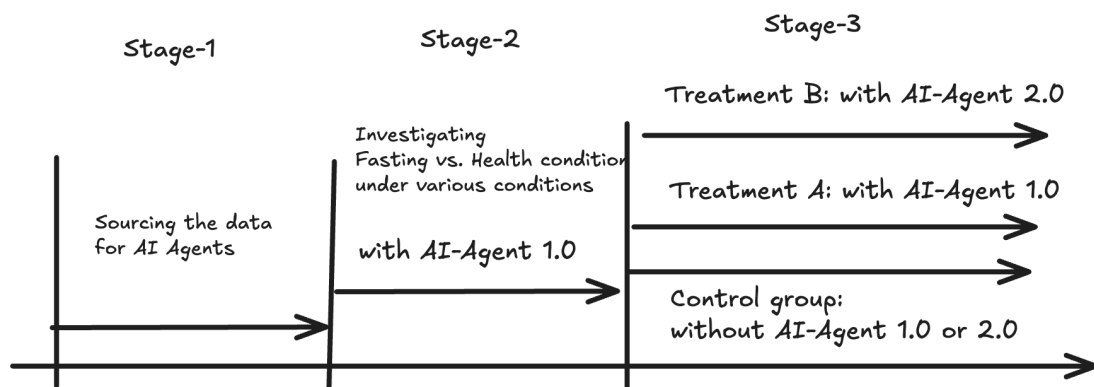 Stage-1
Stage-2
Stage-3
Sourcing the data
for AI Agents
Investigating
Fasting vs. Health condition
under various conditions
with AI-Agent 1.0
Treatment B: with AI-Agent 2.0
Treatment A: with AI-Agent 1.0
Control group:
without AI-Agent 1.0 or 2.0